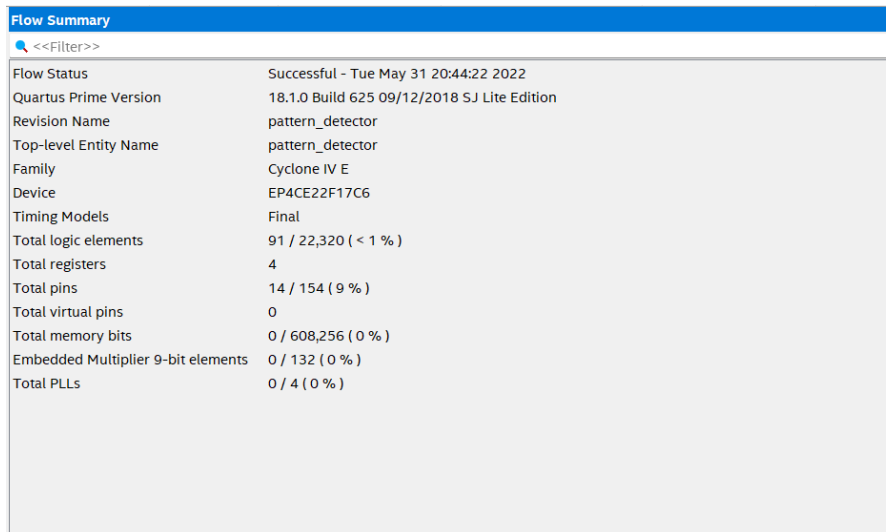 Flow Summary
<<Filter>>
Flow Status Successful - Tue May 31 20:44:22 2022
Quartus Prime Version 18.1.0 Build 625 09/12/2018 SJ Lite Edition
Revision Name pattern_detector
Top-level Entity Name pattern_detector
Family Cyclone IV E
Device EP4CE22F17C6
Timing Models Final
Total logic elements 91 / 22,320 ( < 1 % )
Total registers 4
Total pins 14 / 154 ( 9 % )
Total virtual pins 0
Total memory bits 0 / 608,256 ( 0 % )
Embedded Multiplier 9-bit elements 0 / 132 ( 0 % )
Total PLLs 0 / 4 ( 0 % )